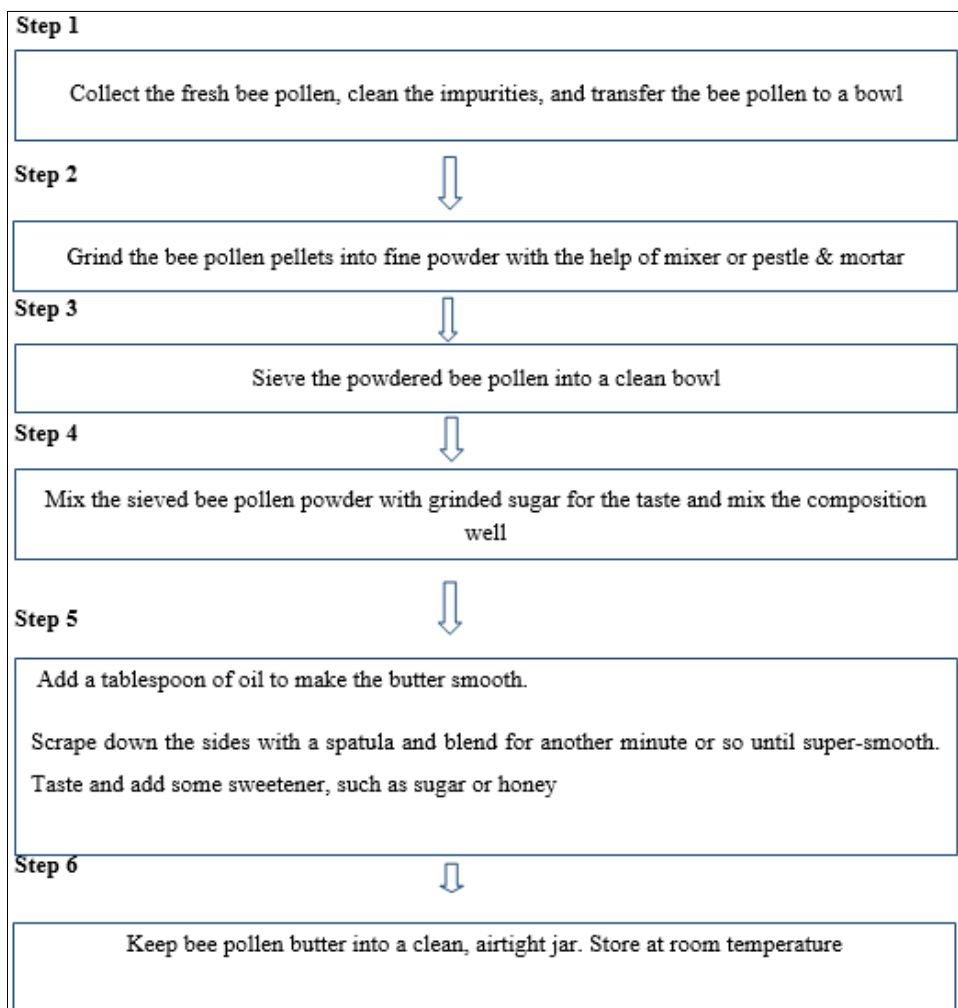 Step 1
Collect the fresh bee pollen, clean the impurities, and transfer the bee pollen to a bowl
Step 2
Grind the bee pollen pellets into fine powder with the help of mixer or pestle & mortar
Step 3
Sieve the powdered bee pollen into a clean bowl
Step 4
Mix the sieved bee pollen powder with grinded sugar for the taste and mix the composition
well
Step 5
Add a tablespoon of oil to make the butter smooth.
Scrape down the sides with a spatula and blend for another minute or so until super-smooth.
Taste and add some sweetener, such as sugar or honey
Step 6
Keep bee pollen butter into a clean, airtight jar. Store at room temperature